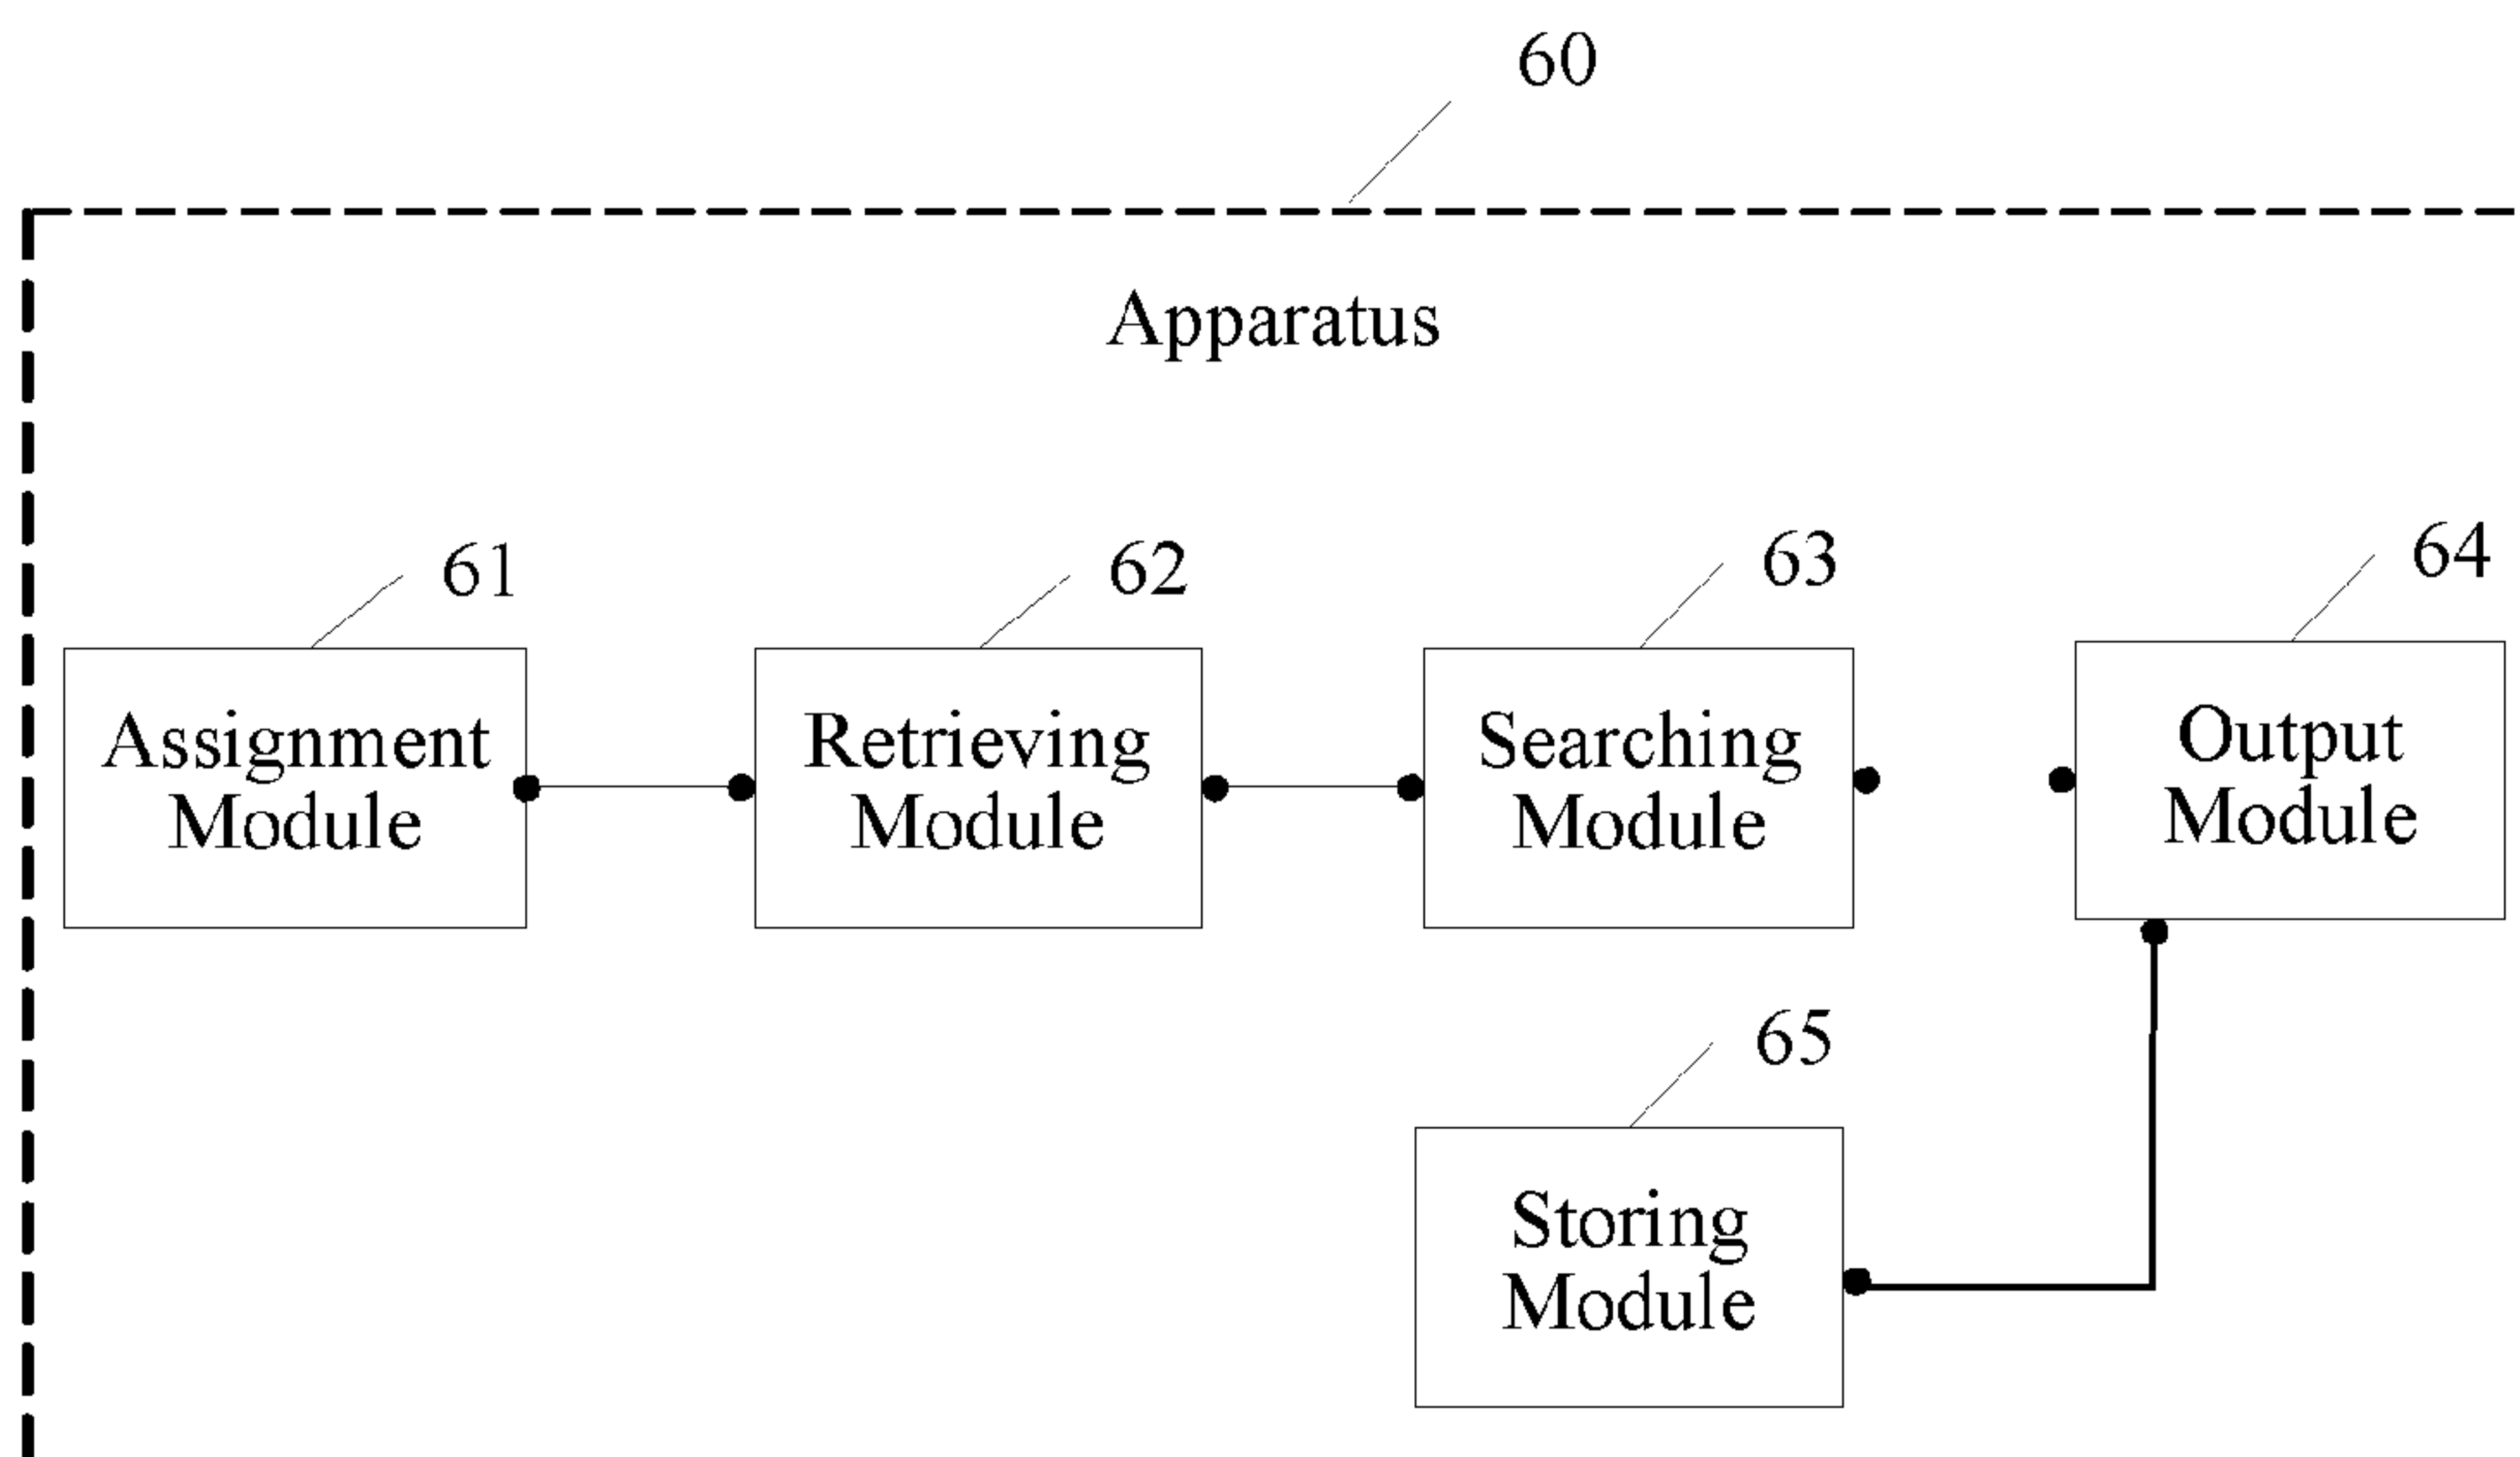 60
Apparatus
61
62
63
64
Assignment
Module
Retrieving
Module
Searching
Module
Output
Module
65
Storing
Module